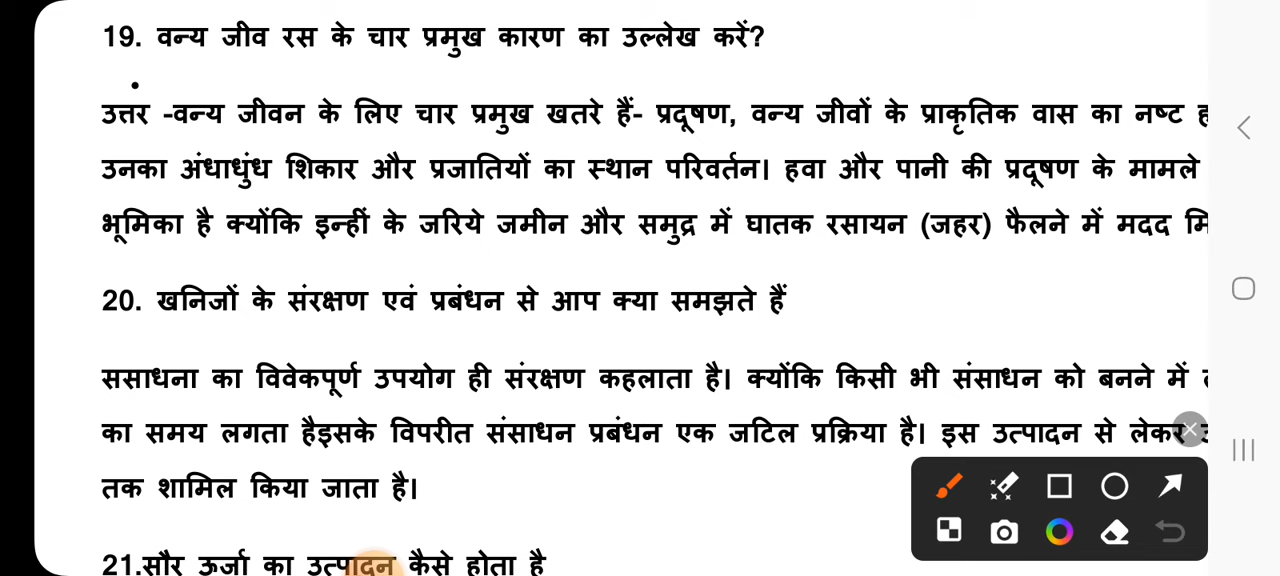 19. वन्य जीव रस के चार प्रमुख कारण का उल्लेख करें?
उत्तर -वन्य जीवन के लिए चार प्रमुख खतरे हैं- प्रदूषण, वन्य जीवों के प्राकृतिक वास का नष्ट
उनका अंधाधुंध शिकार और प्रजातियों का स्थान परिवर्तन। हवा और पानी की प्रदूषण के मामले
भूमिका है क्योंकि इन्हीं के जरिये जमीन और समुद्र में घातक रसायन (जहर) फैलने में मदद
20. खनिजों के संरक्षण एवं प्रबंधन से आप क्या समझते हैं
ससाधना का विवेकपूर्ण उपयोग ही संरक्षण कहलाता है। क्योंकि किसी भी संसाधन को बनने में
का समय लगता हैइसके विपरीत संसाधन प्रबंधन एक जटिल प्रक्रिया है। इस उत्पादन से लेकर
तक शामिल किया जाता है।
21.सौर ऊर्जा का उत्पादन कैसे होता है